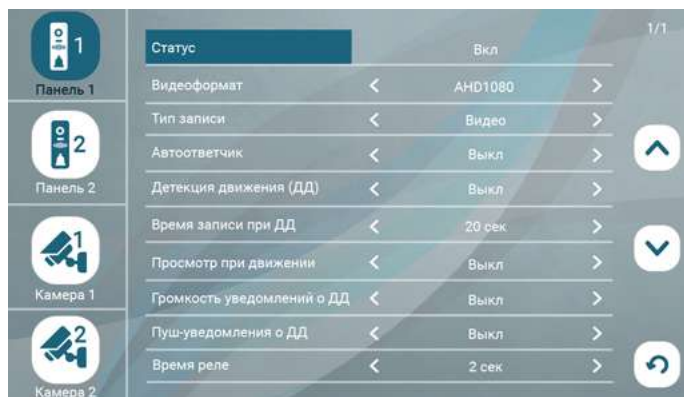 1
Панель 1
2
Панель 2
1
Камера 1
2
Камера 2
1/1
Статус Вкл
Видеоформат AHD1080
Тип записи Видео
Автоответчик Выкл
Детекция движения (ДД) Выкл
Время записи при ДД 20 сек
Просмотр при движении Выкл
Громкость уведомлений о ДД Выкл
Пуш-уведомления о ДД Выкл
Время реле 2 сек